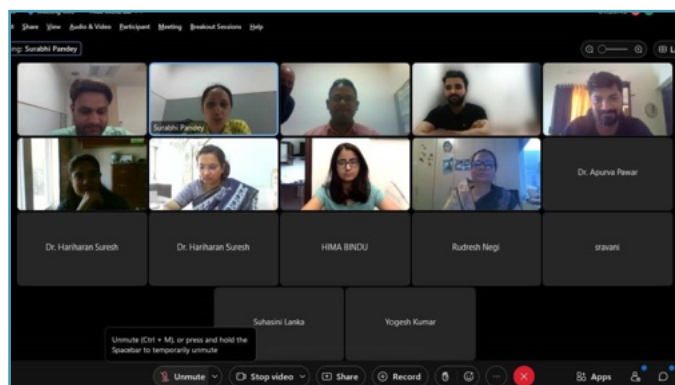 Share View Audio & Video Participant Meeting Breakout Sessions Help
Surabhi Pandey
Surabhi Pandey
Dr. Apurva Pawar
Dr. Hariharan Suresh
Dr. Hariharan Suresh
HIMA BINDU
Rudresh Negi
sravani
Suhasini Lanka
Yogesh Kumar
Unmute (Ctrl + M), or press and hold the
Spacebar to temporarily unmute
Unmute
Stop video
Share
Record
Apps